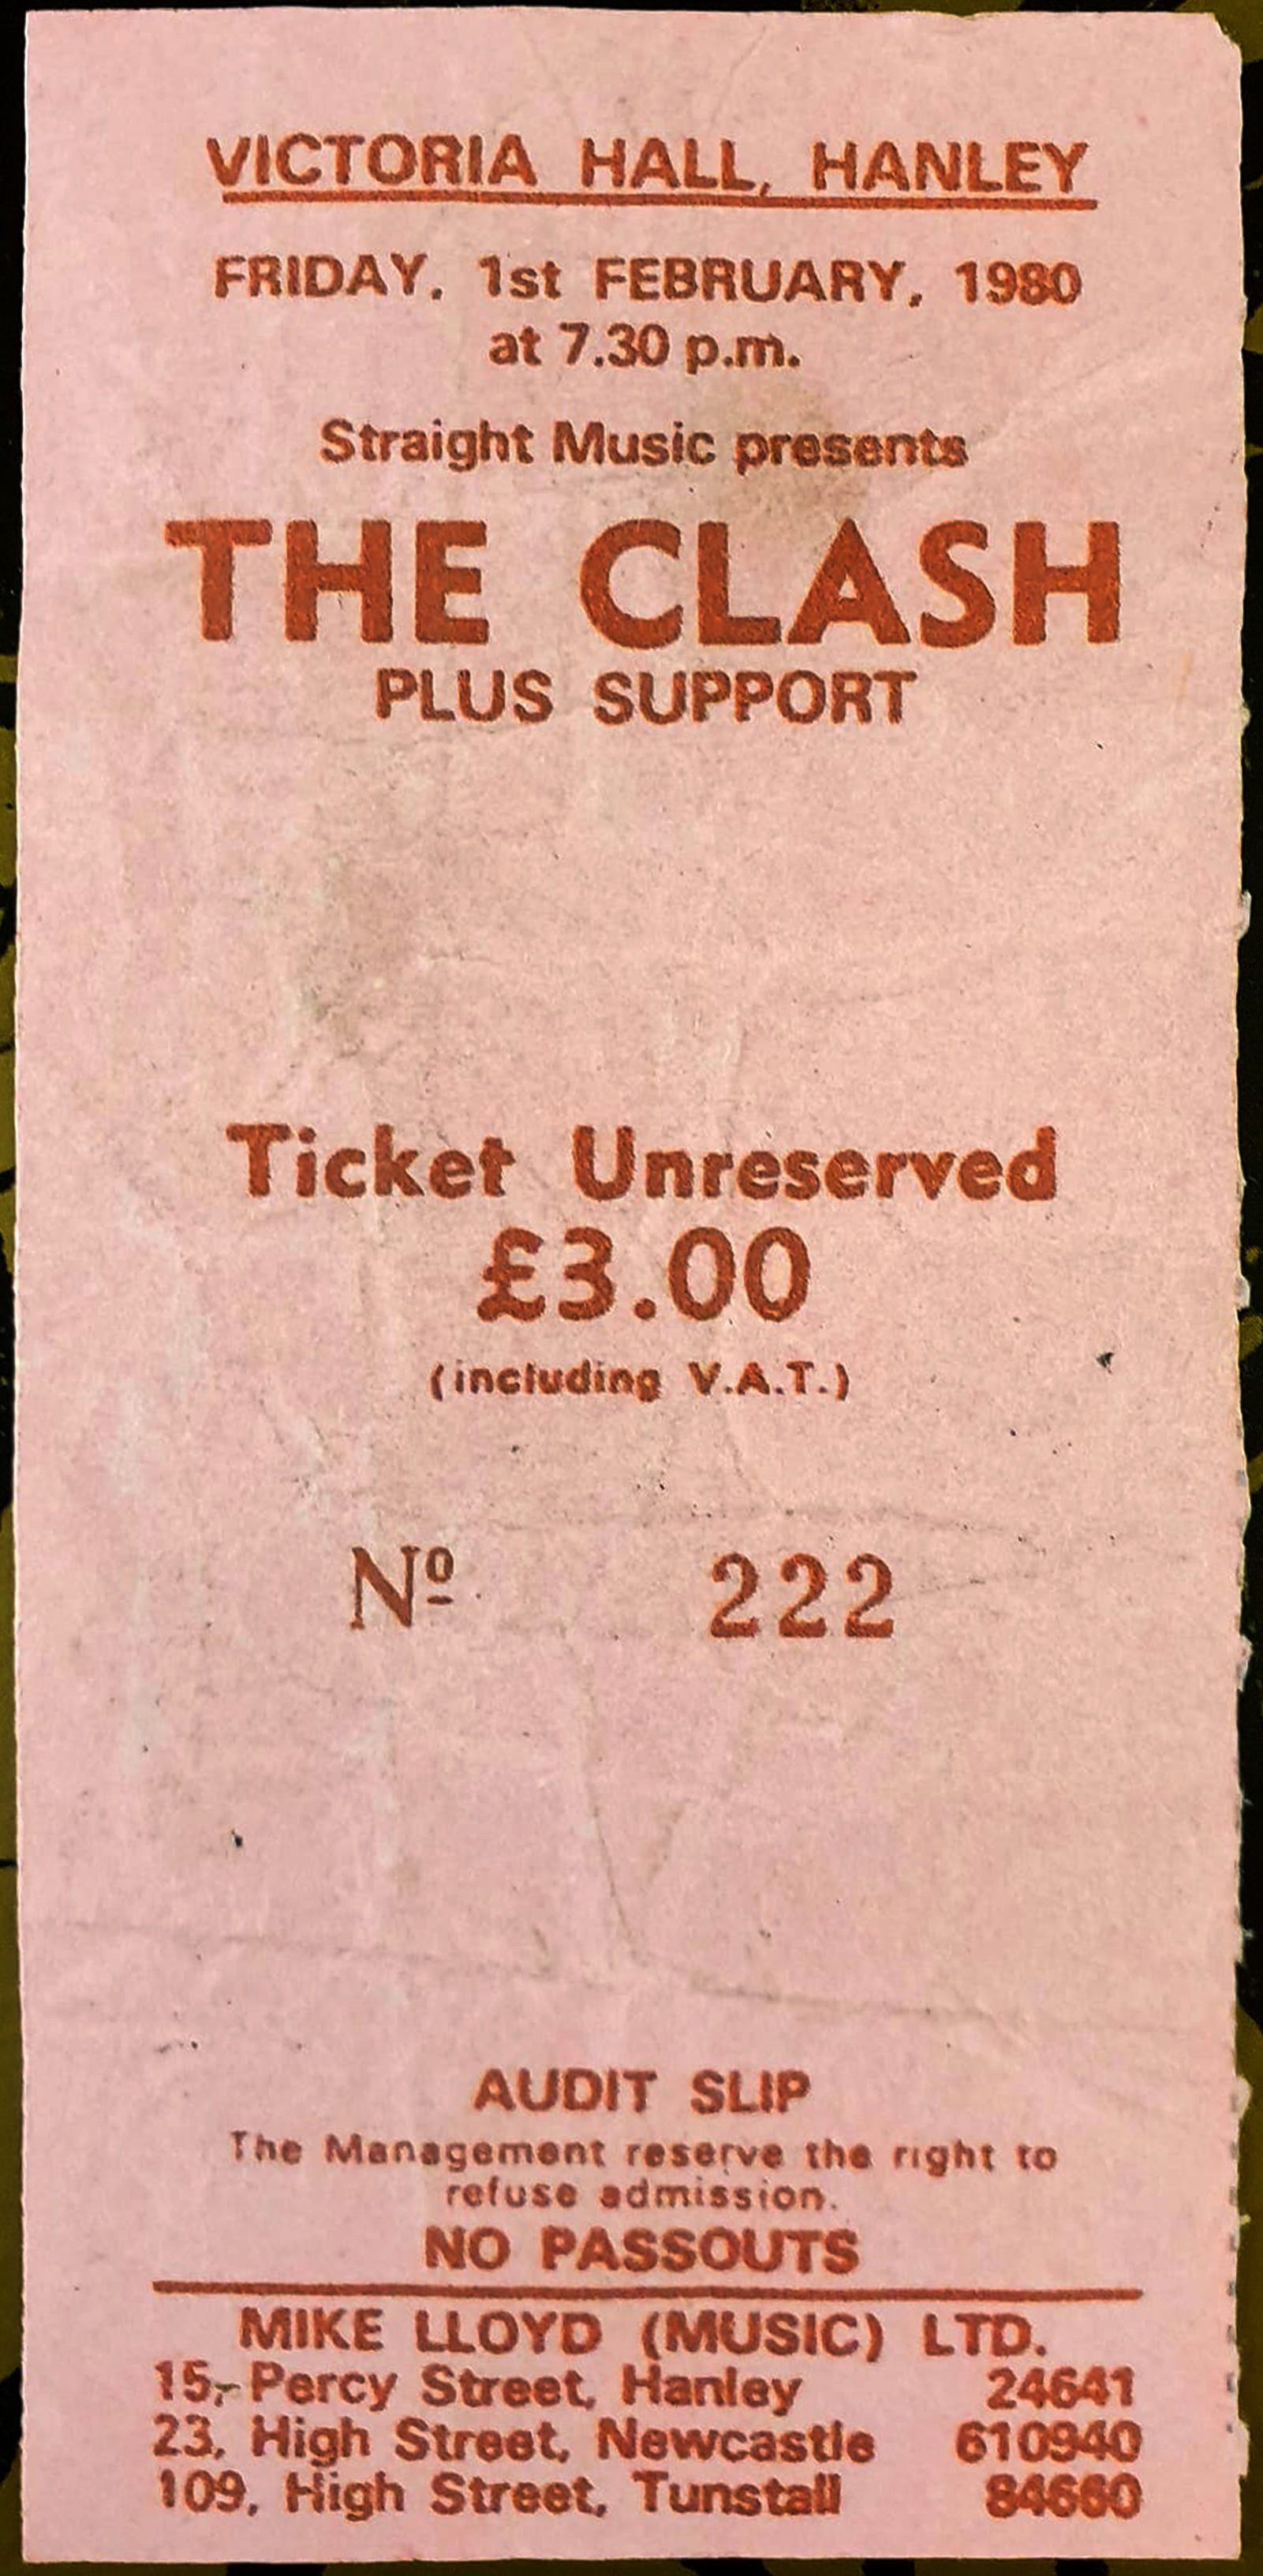 VICTORIA HALL, HANLEY
FRIDAY, 1st FEBRUARY, 1980
at 7.30 p.m.
Straight Music presents
THE CLASH
PLUS SUPPORT
Ticket Unreserved
£3.00
(including V.A.T.)
Nº 222
AUDIT SLIP
The Management reserve the right to
refuse admission.
NO PASSOUTS
MIKE LLOYD (MUSIC) LTD.
15, Percy Street, Hanley 24641
23, High Street, Newcastle 610940
109, High Street, Tunstall 84660